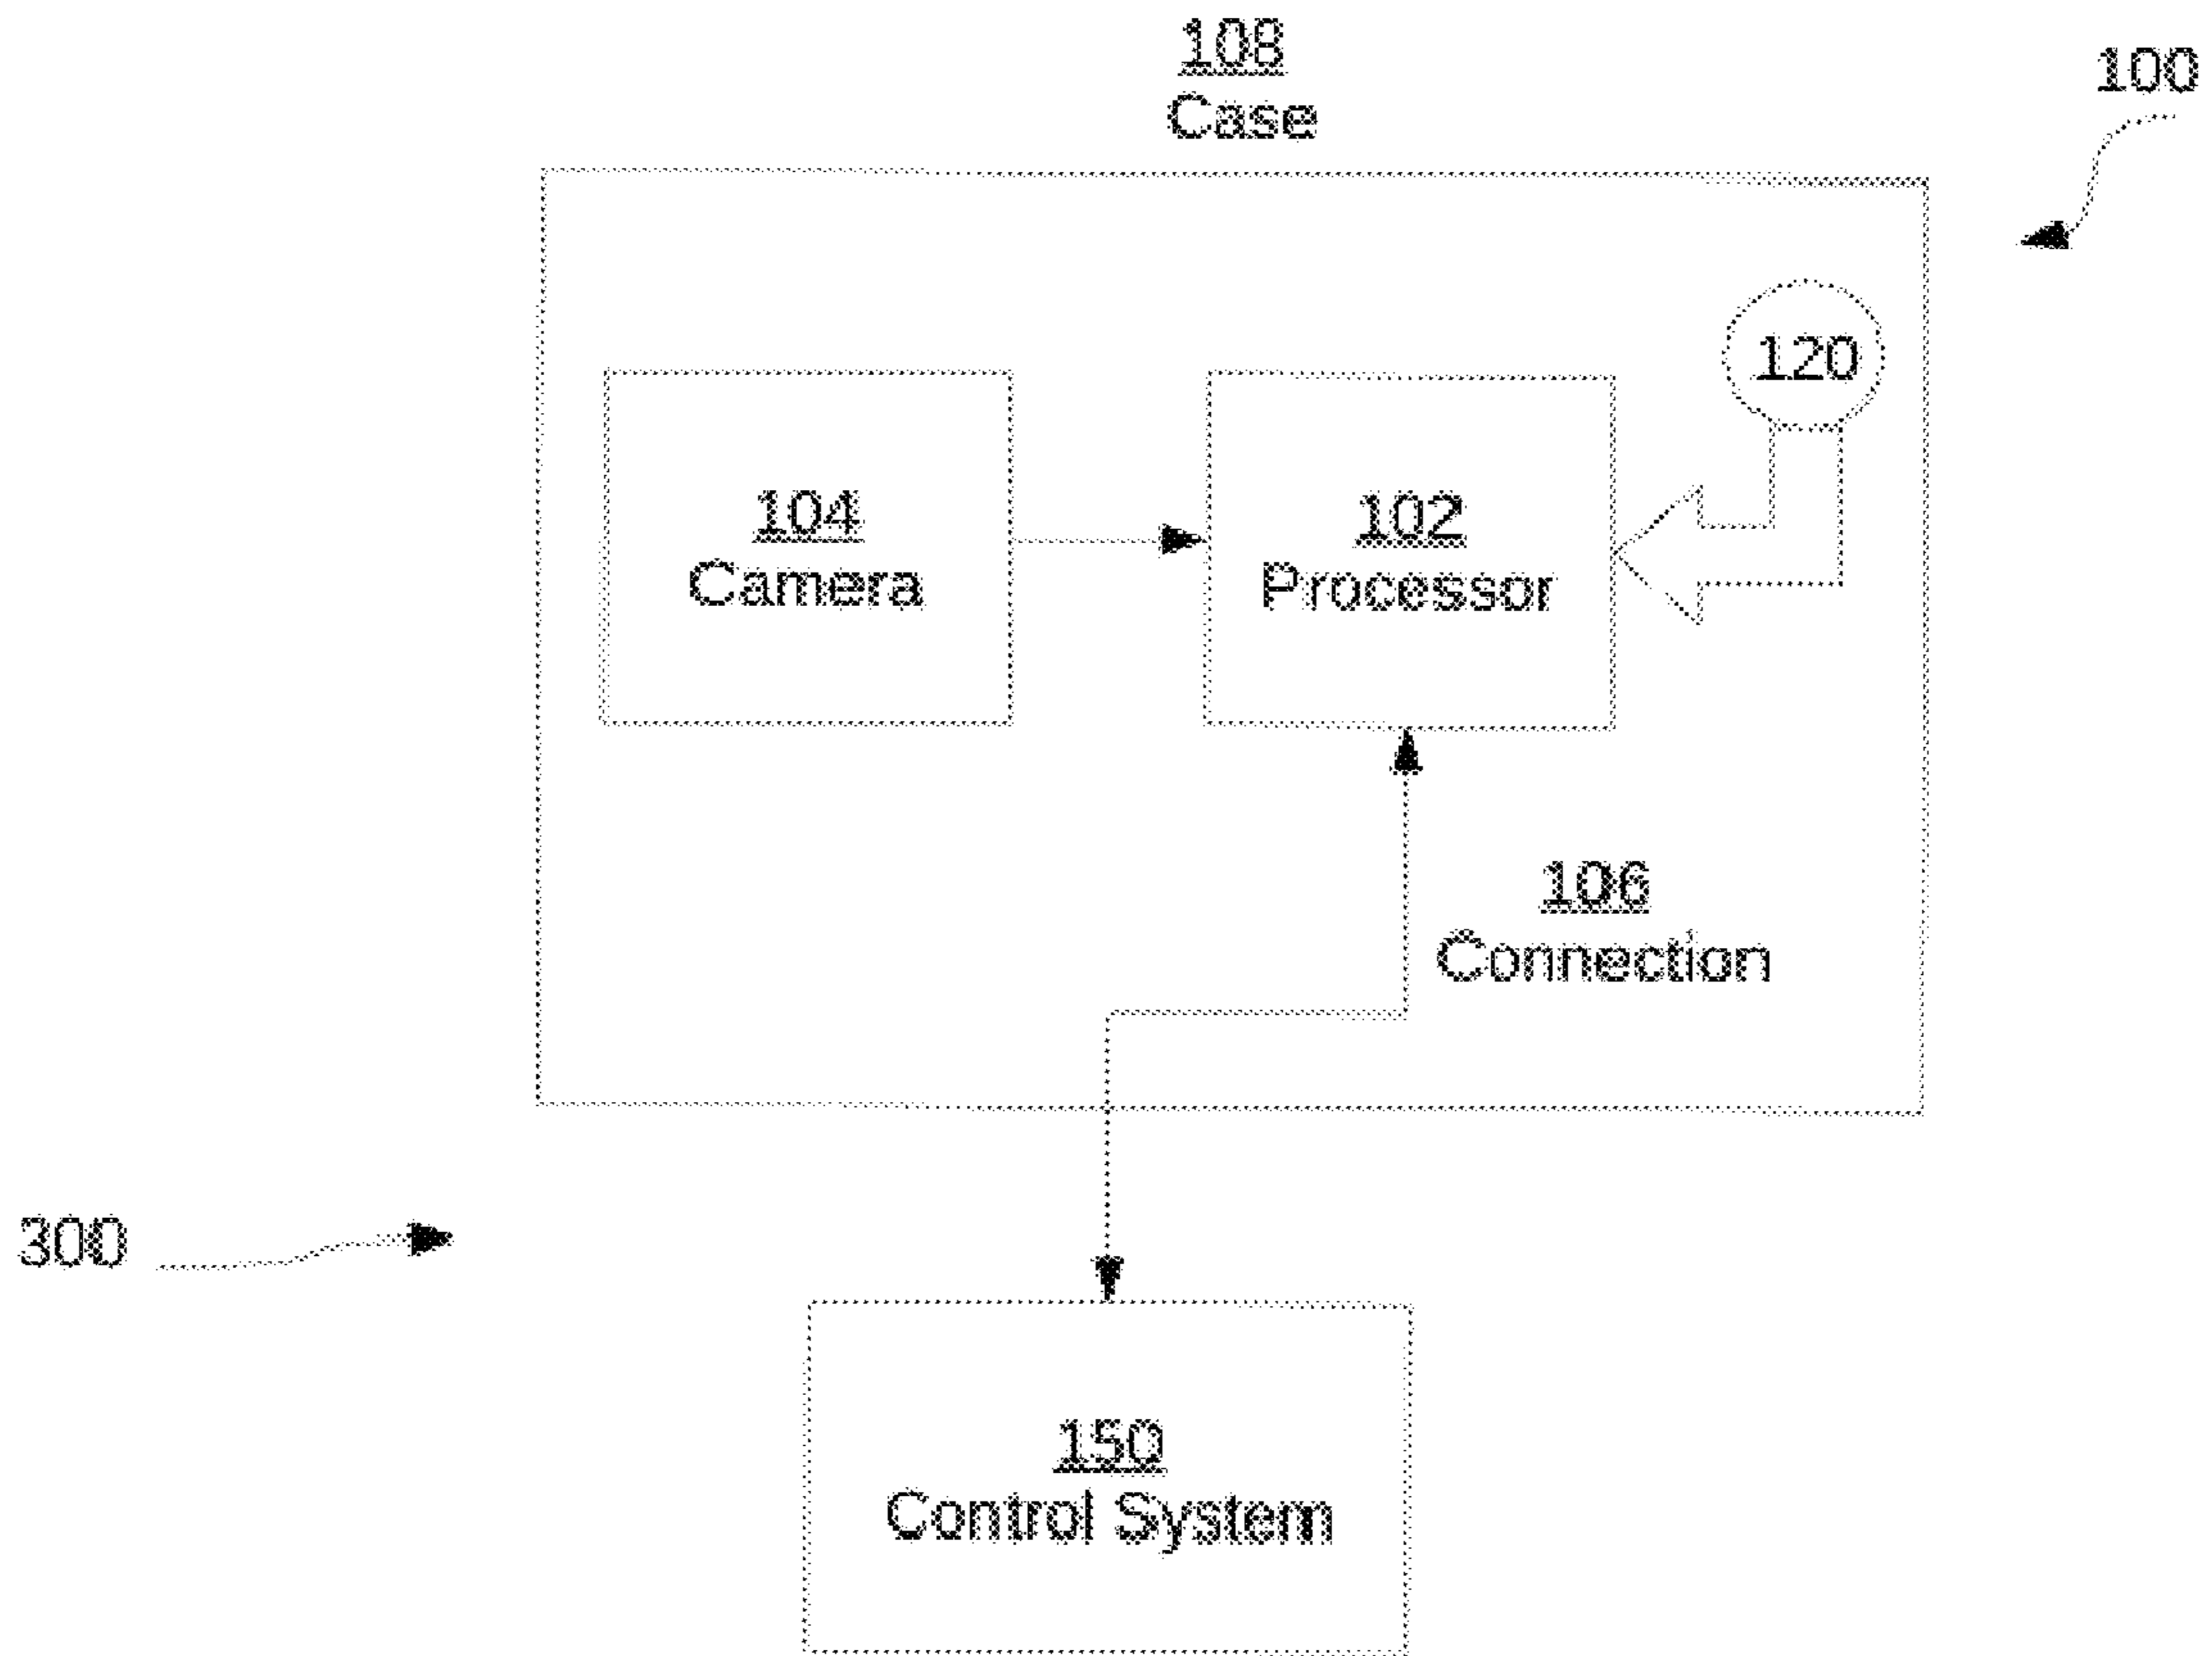 108
Case
100
120
104
Camera
102
Processor
106
Connection
300
150
Control System